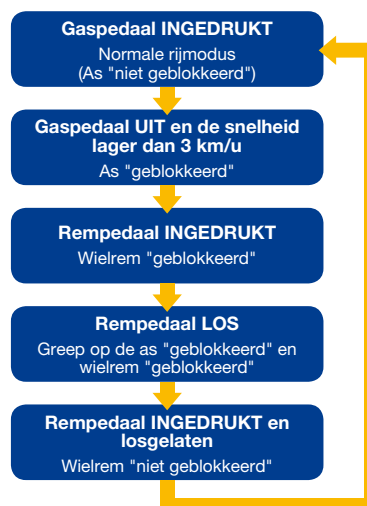 Gaspedaal INGEDRUKT
Normale rijmodus
(As "niet geblokkeerd")
Gaspedaal UIT en de snelheid
lager dan 3 km/u
As "geblokkeerd"
Rempedaal INGEDRUKT
Wielrem "geblokkeerd"
Rempedaal LOS
Greep op de as "geblokkeerd" en
wielrem "geblokkeerd"
Rempedaal INGEDRUKT en
losgelaten
Wielrem "niet geblokkeerd"